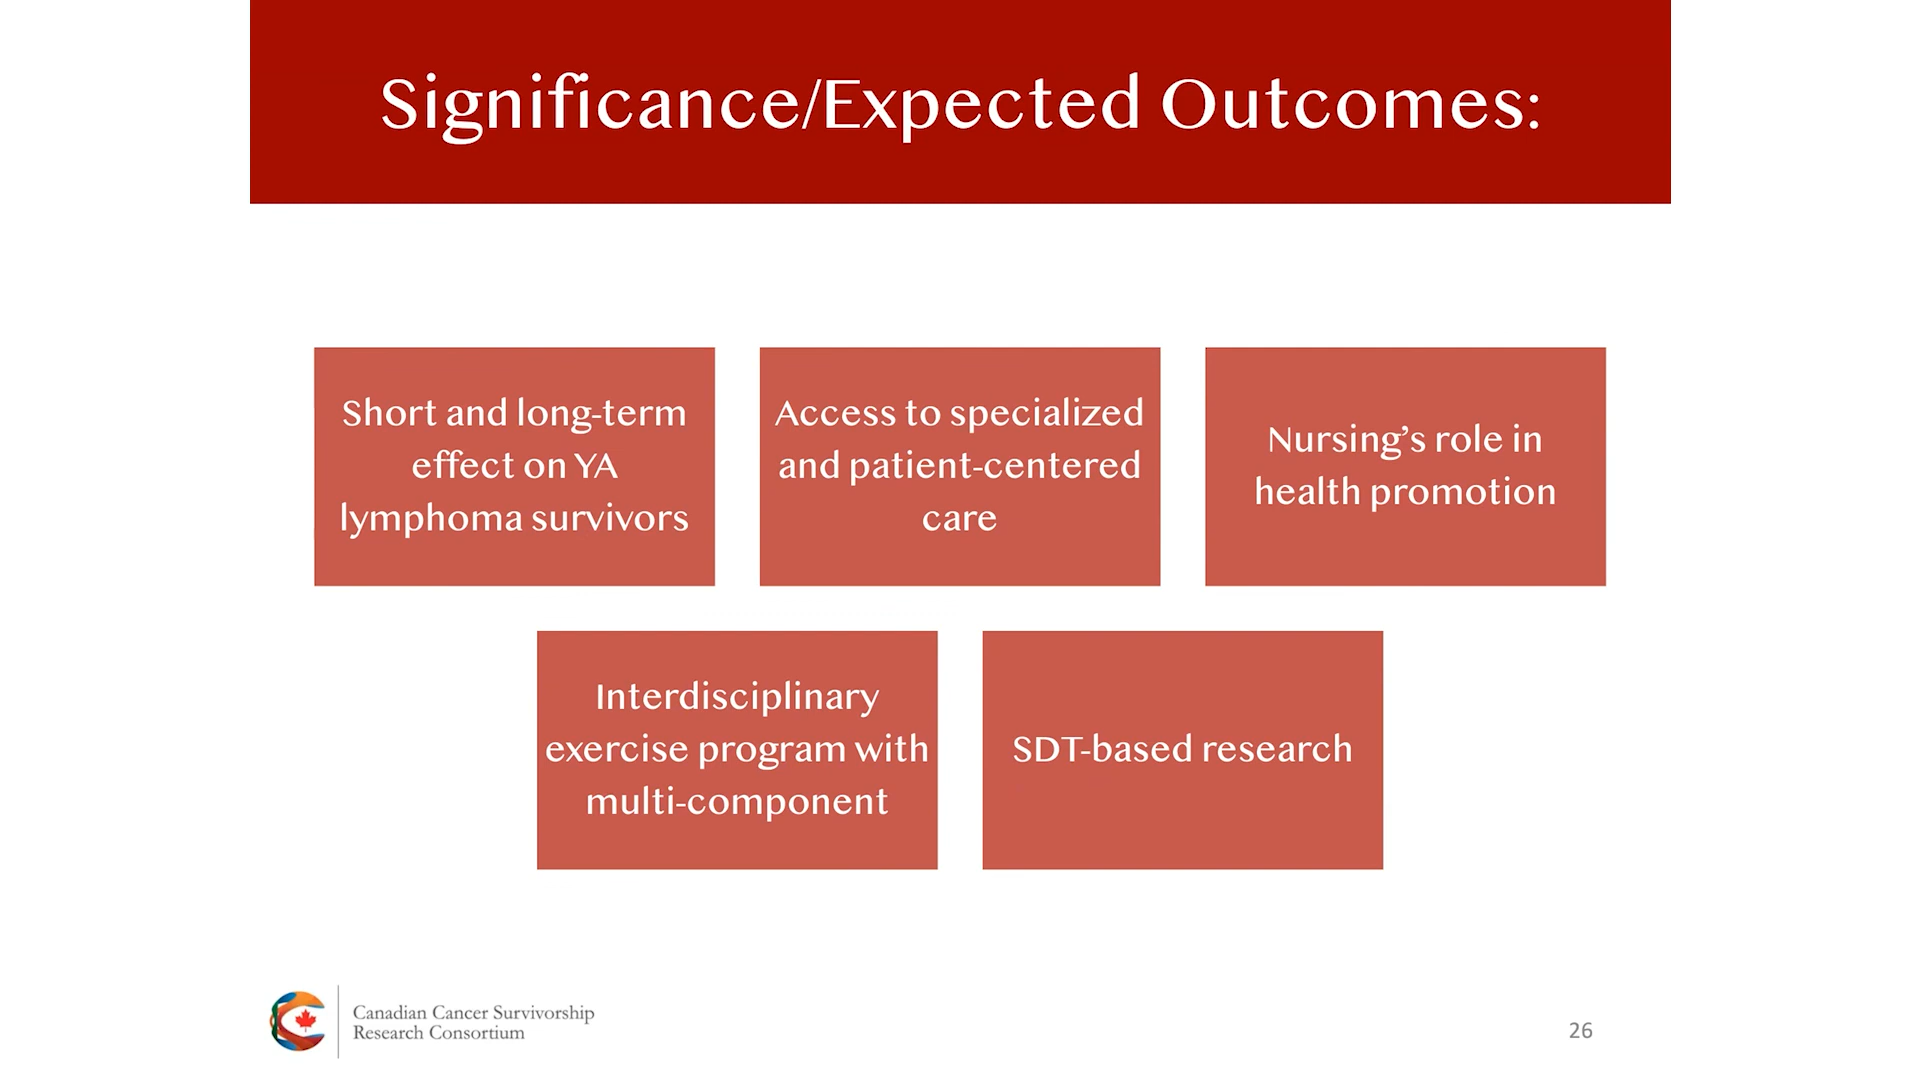 Significance/Expected Outcomes:
Short and long-term
effect on YA
lymphoma survivors
Access to specialized
and patient-centered
care
Nursing’s role in
health promotion
Interdisciplinary
exercise program with
multi-component
SDT-based research
Canadian Cancer Survivorship
Research Consortium
26